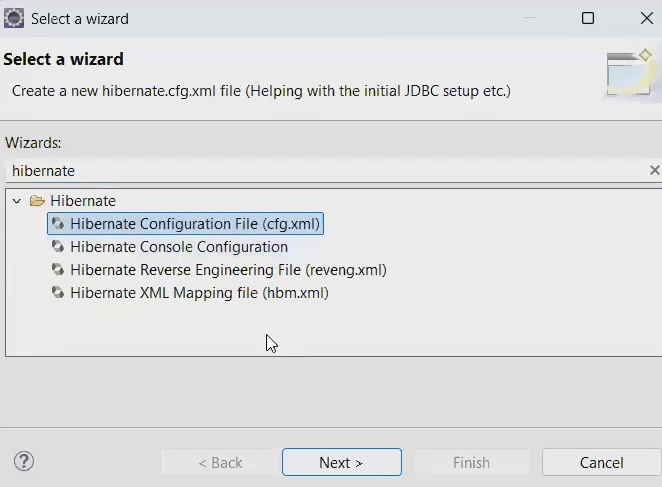 Select a wizard
Select a wizard
Create a new hibernate.cfg.xml file (Helping with the initial JDBC setup etc.)
Wizards:
hibernate
Hibernate
Hibernate Configuration File (cfg.xml)
Hibernate Console Configuration
Hibernate Reverse Engineering File (reveng.xml)
Hibernate XML Mapping file (hbm.xml)
< Back Next > Finish Cancel